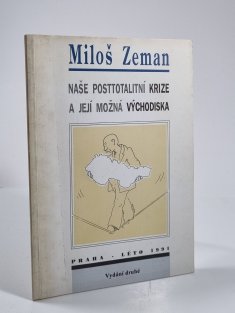 Miloš Zeman
NAŠE POSTTOTALITNÍ KRIZE
A JEJÍ MOŽNÁ VÝCHODISKA
PRAHA - LÉTO 1991
Vydání druhé